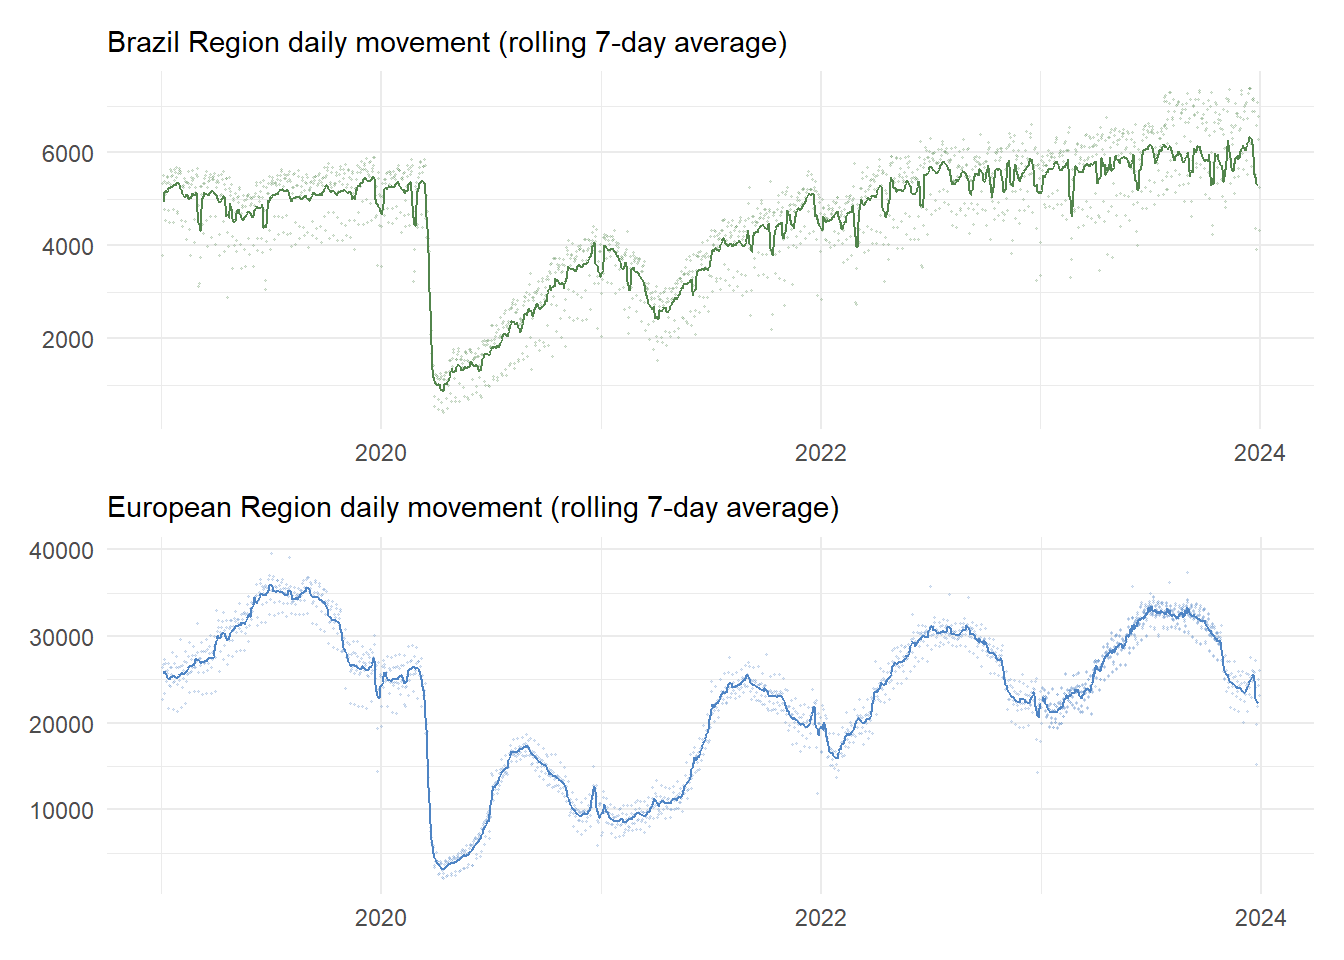 Brazil Region daily movement (rolling 7-day average)
6000
4000
2000
2020 2022 2024
European Region daily movement (rolling 7-day average)
40000
30000
20000
10000
2020 2022 2024